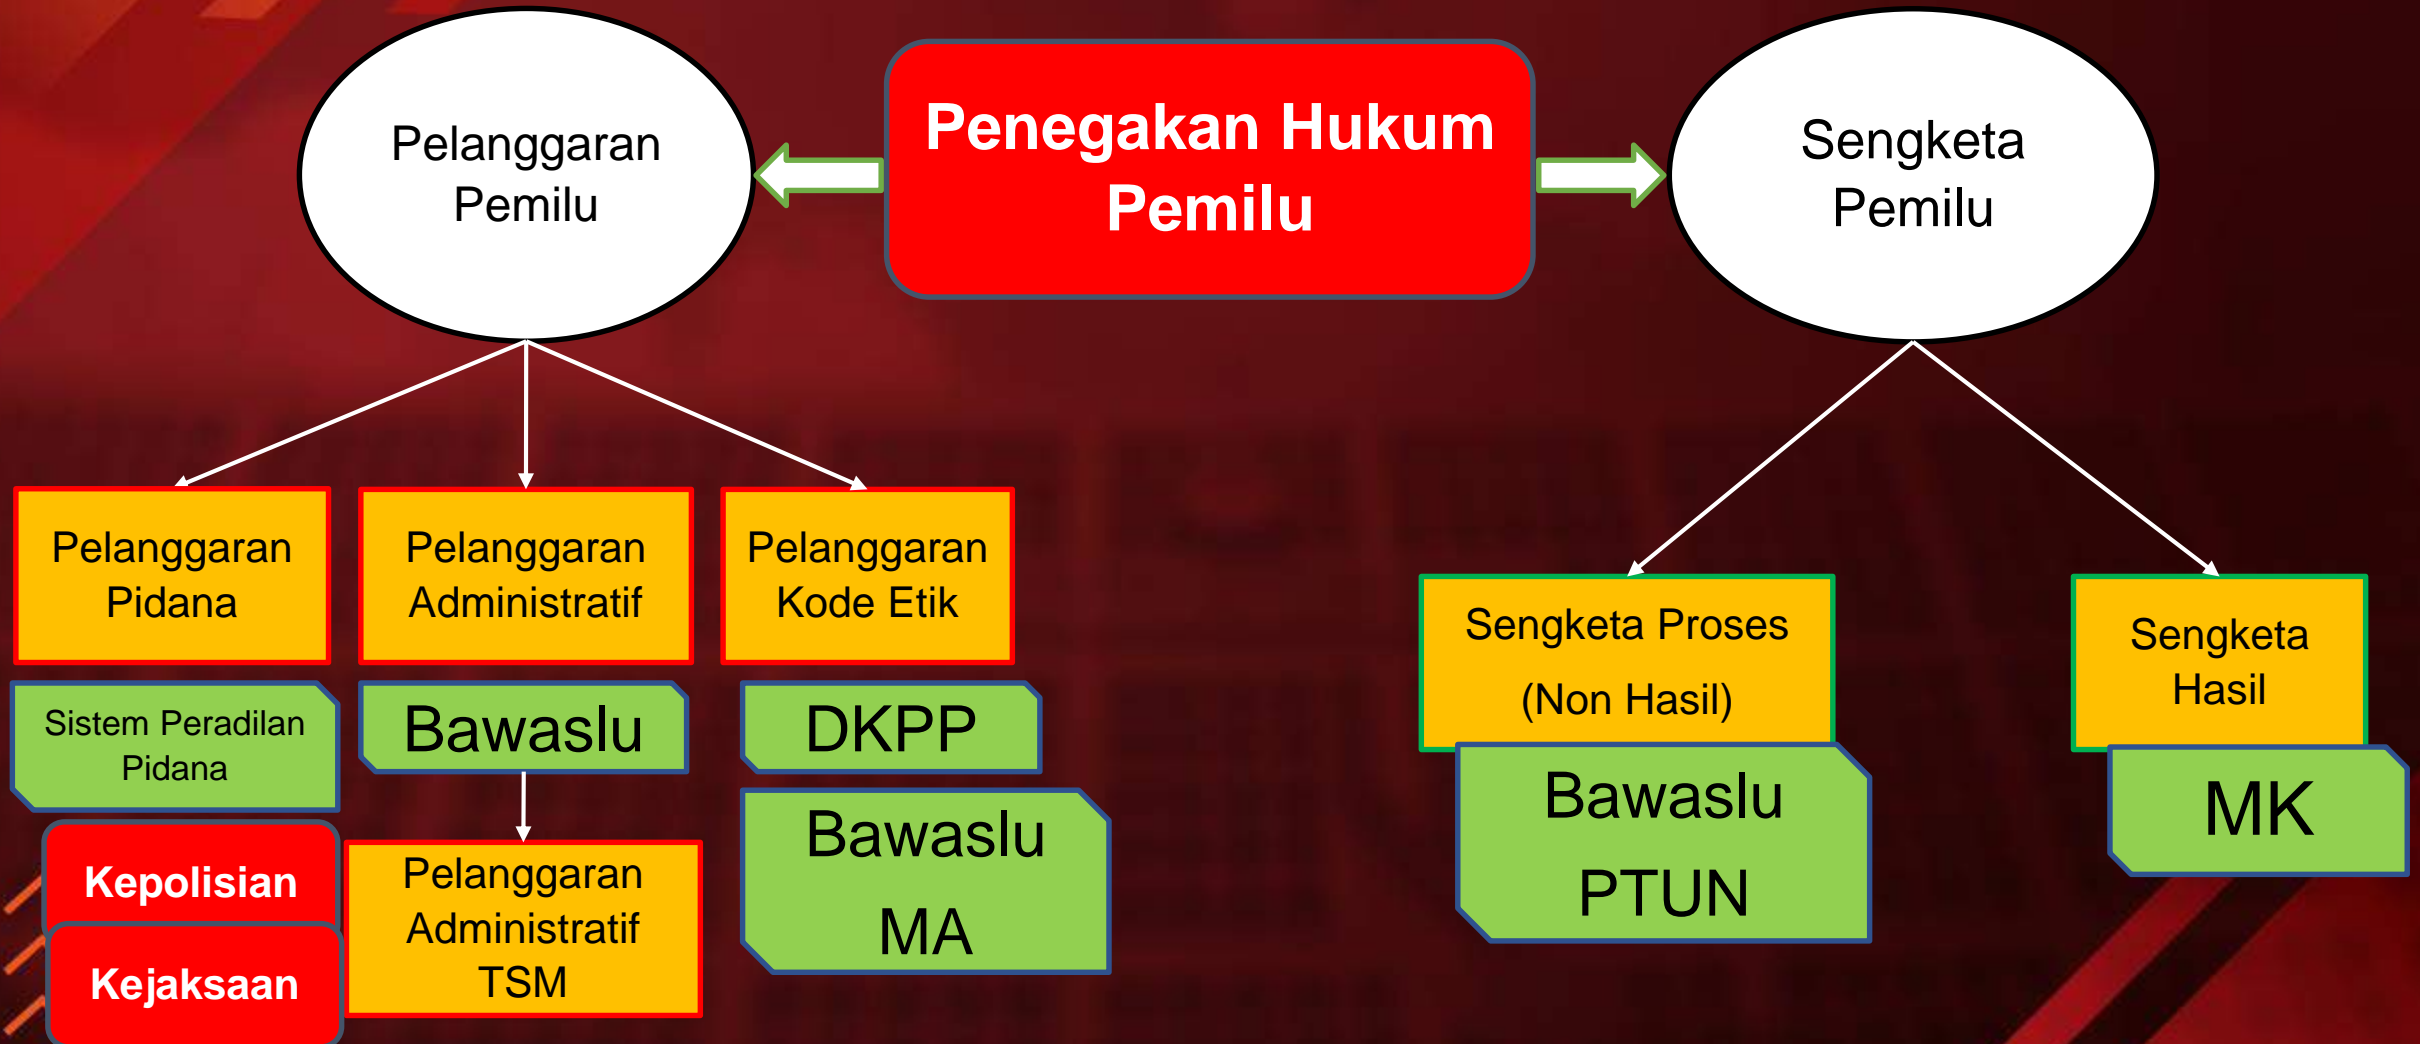 Penegakan Hukum
Pemilu
Pelanggaran
Pemilu
Sengketa
Pemilu
Pelanggaran
Pidana
Pelanggaran
Administratif
Pelanggaran
Kode Etik
Sengketa Proses
(Non Hasil)
Sengketa
Hasil
Sistem Peradilan
Pidana
Bawaslu
DKPP
Bawaslu
PTUN
MK
Kepolisian
Kejaksaan
Pelanggaran
Administratif
TSM
Bawaslu
MA